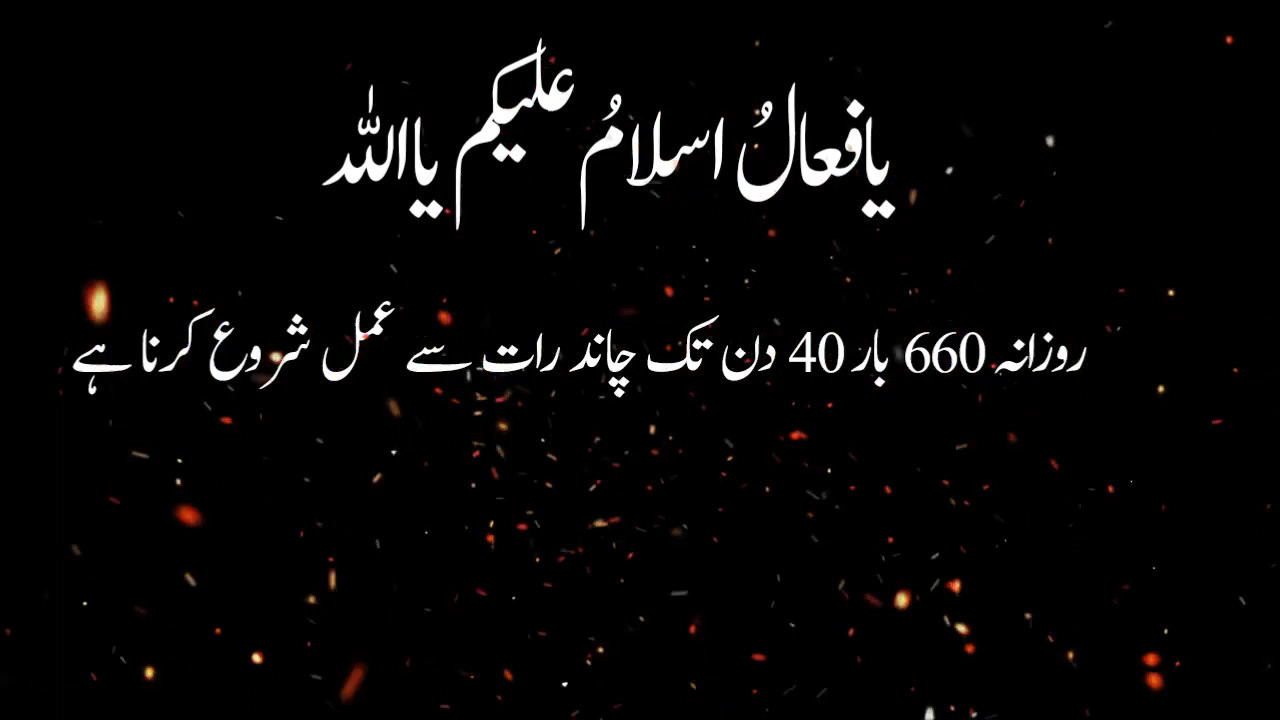 یافعالُ اسلامُ علیکم یااللہ
روزانہ 660 بار 40 دن تک چاند رات سے عمل شروع کرنا ہے